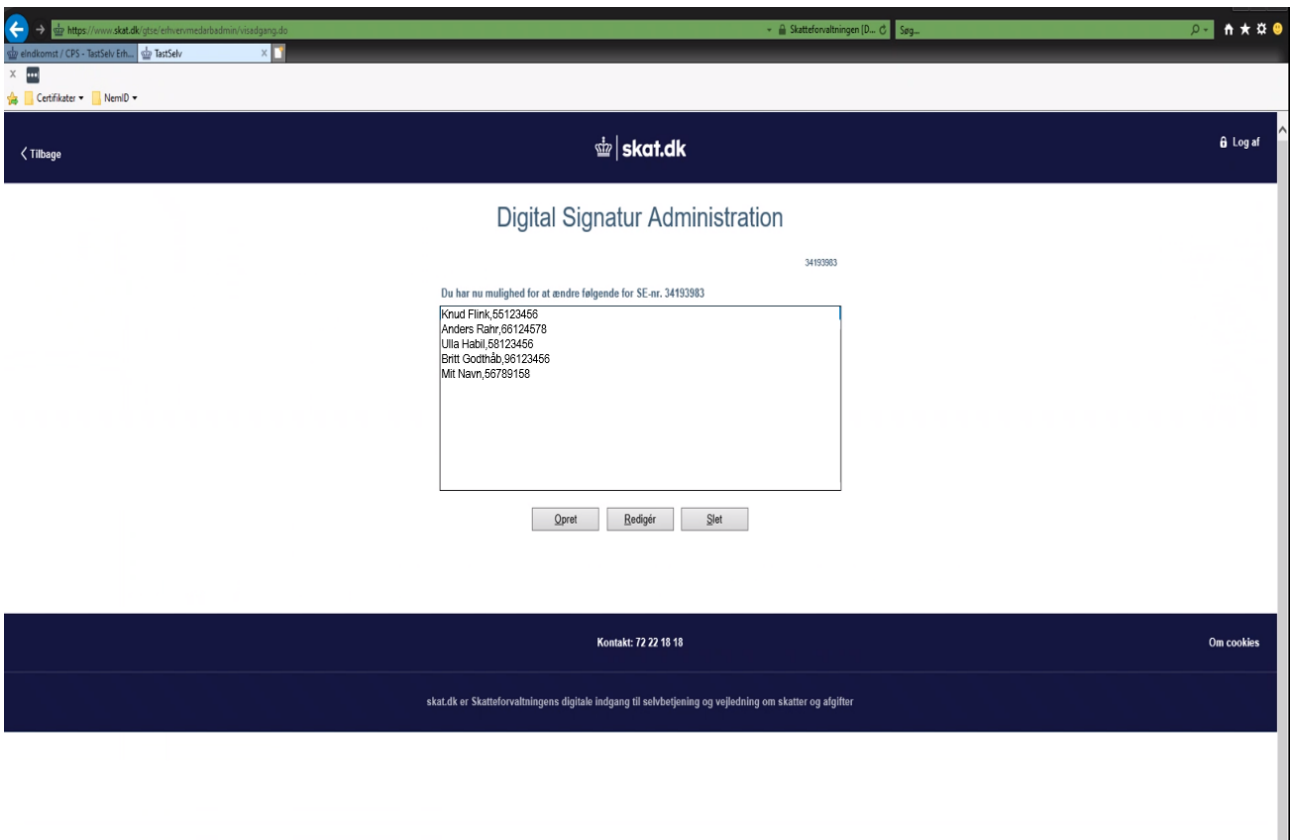 https://www.skat.dk/gtse/erhvervmedarbadmin/visadgang.do
Skatteforvaltningen [D...
Søg...
eIndkomst / CPS - TastSelv Erh...
TastSelv
Certifikater
NemID
Tilbage
skat.dk
Log af
Digital Signatur Administration
34193983
Du har nu mulighed for at ændre følgende for SE-nr. 34193983
Knud Flink,55123456
Anders Rahr,66124578
Ulla Habil,58123456
Britt Godthåb,96123456
Mit Navn,56789158
Opret Redigér Slet
Kontakt: 72 22 18 18
Om cookies
skat.dk er Skatteforvaltningens digitale indgang til selvbetjening og vejledning om skatter og afgifter